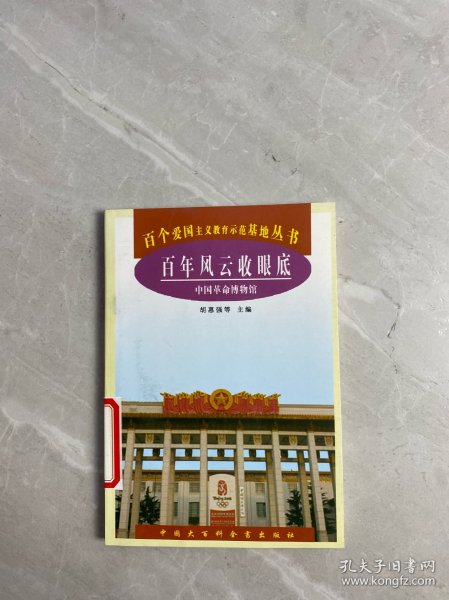 百个爱国主义教育示范基地丛书
百年风云收眼底
中国革命博物馆
胡惠强等 主编
Beijing 2008
中国大百科全书出版社
孔夫子旧书网
www.kongfz.com